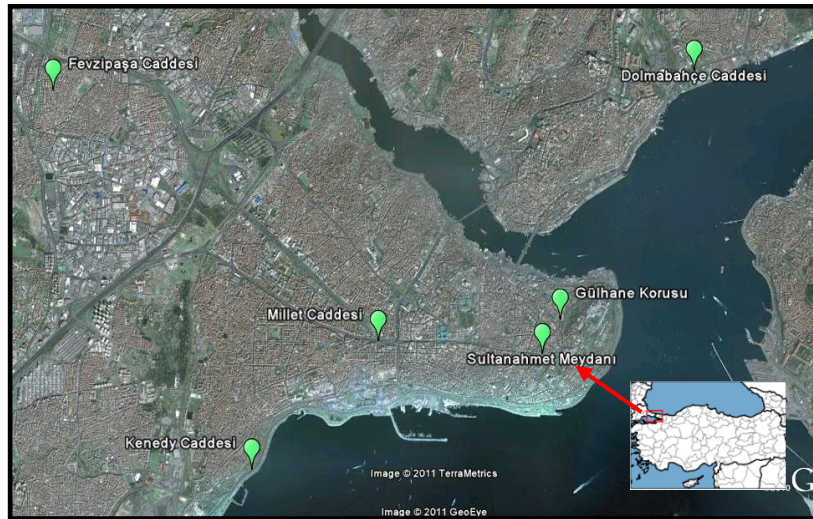 Fevzipaşa Caddesi
Dolmabahçe Caddesi
Gülhane Korusu
Millet Caddesi
Sultanahmet Meydanı
Kenedy Caddesi
Image © 2011 TerraMetrics
Image © 2011 GeoEye
G